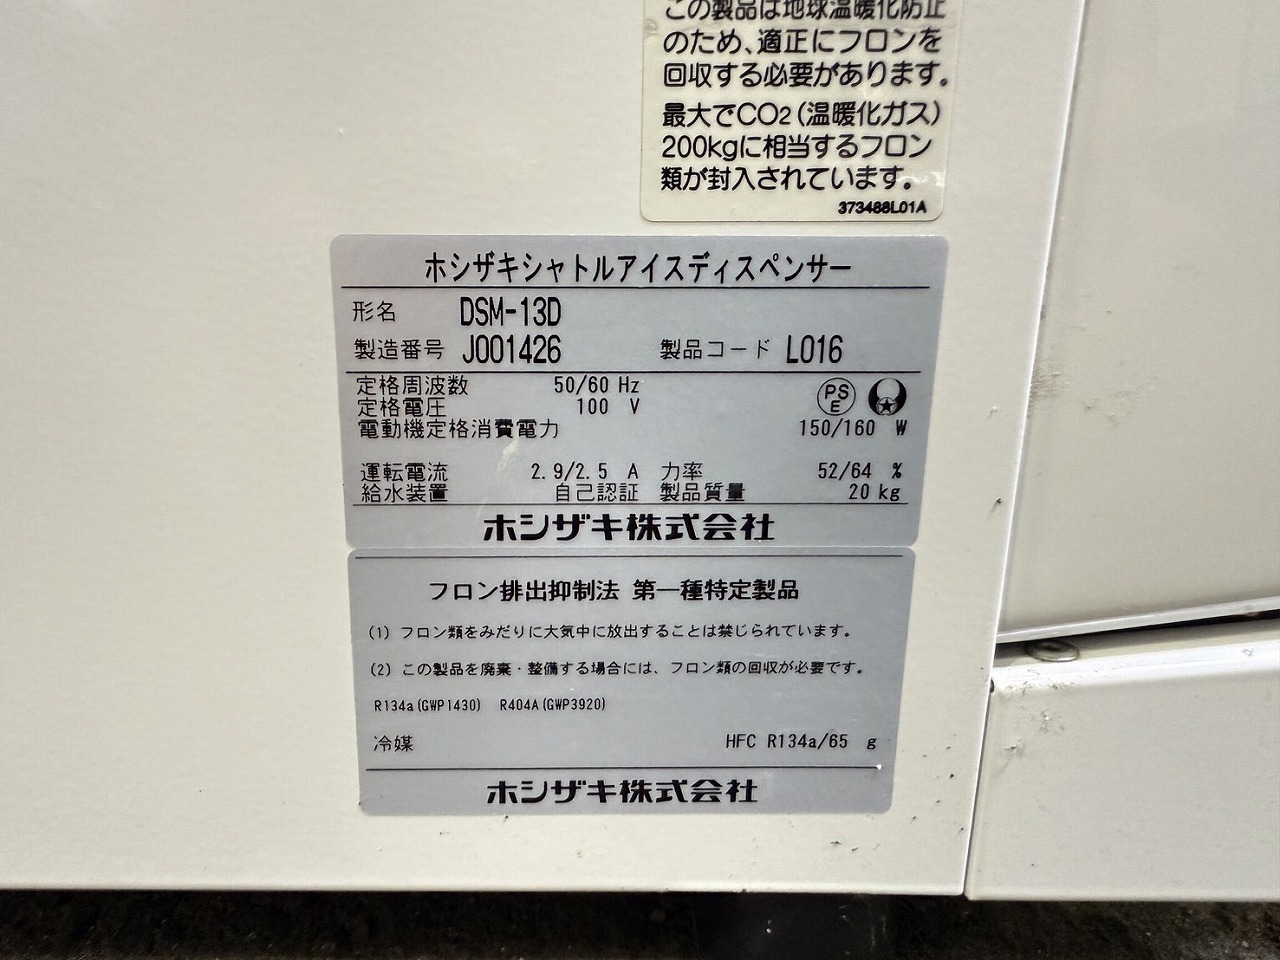 この製品は地球温暖化防止
のため、適正にフロンを
回収する必要があります。
最大でCO2(温暖化ガス)
200kgに相当するフロン
類が封入されています。
373488L01A
ホシザキシャトルアイスディスペンサー
形名 DSM-13D
製造番号 J001426 製品コード L016
定格周波数 50/60 Hz
定格電圧 100 V
PS E
電動機定格消費電力 150/160 W
運転電流 2.9/2.5 A 力率 52/64 %
給水装置 自己認証 製品質量 20 kg
ホシザキ株式会社
フロン排出抑制法 第一種特定製品
(1) フロン類をみだりに大気中に放出することは禁じられています。
(2) この製品を廃棄・整備する場合には、フロン類の回収が必要です。
R134a(GWP1430) R404A(GWP3920)
冷媒 HFC R134a/65 g
ホシザキ株式会社